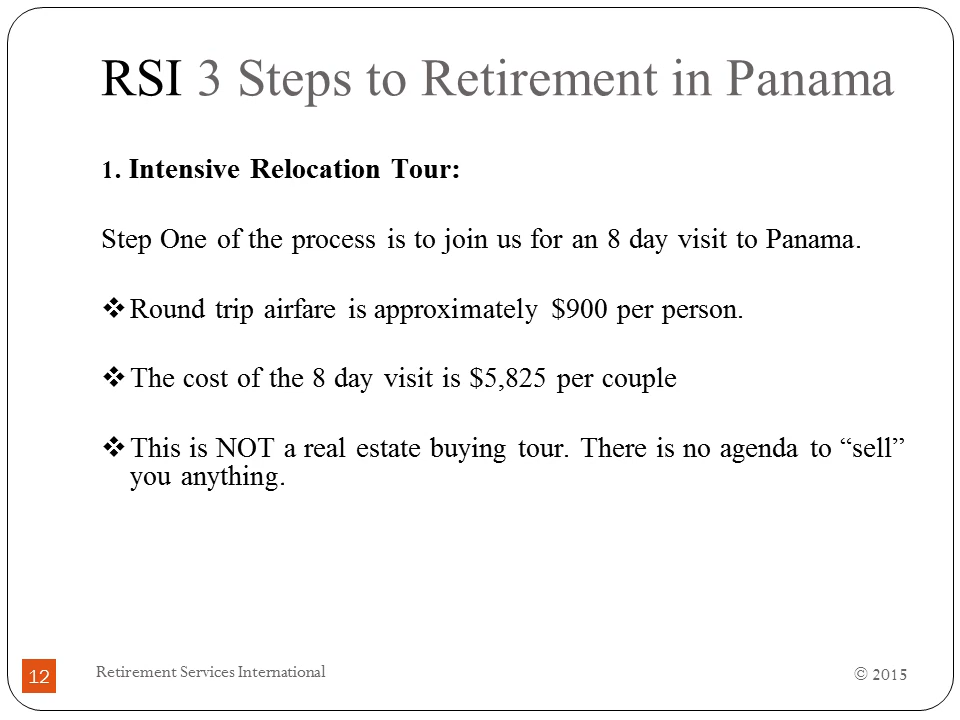 RSI 3 Steps to Retirement in Panama
1. Intensive Relocation Tour:
Step One of the process is to join us for an 8 day visit to Panama.
❖ Round trip airfare is approximately $900 per person.
❖ The cost of the 8 day visit is $5,825 per couple
❖ This is NOT a real estate buying tour. There is no agenda to “sell”
you anything.
12
Retirement Services International
© 2015